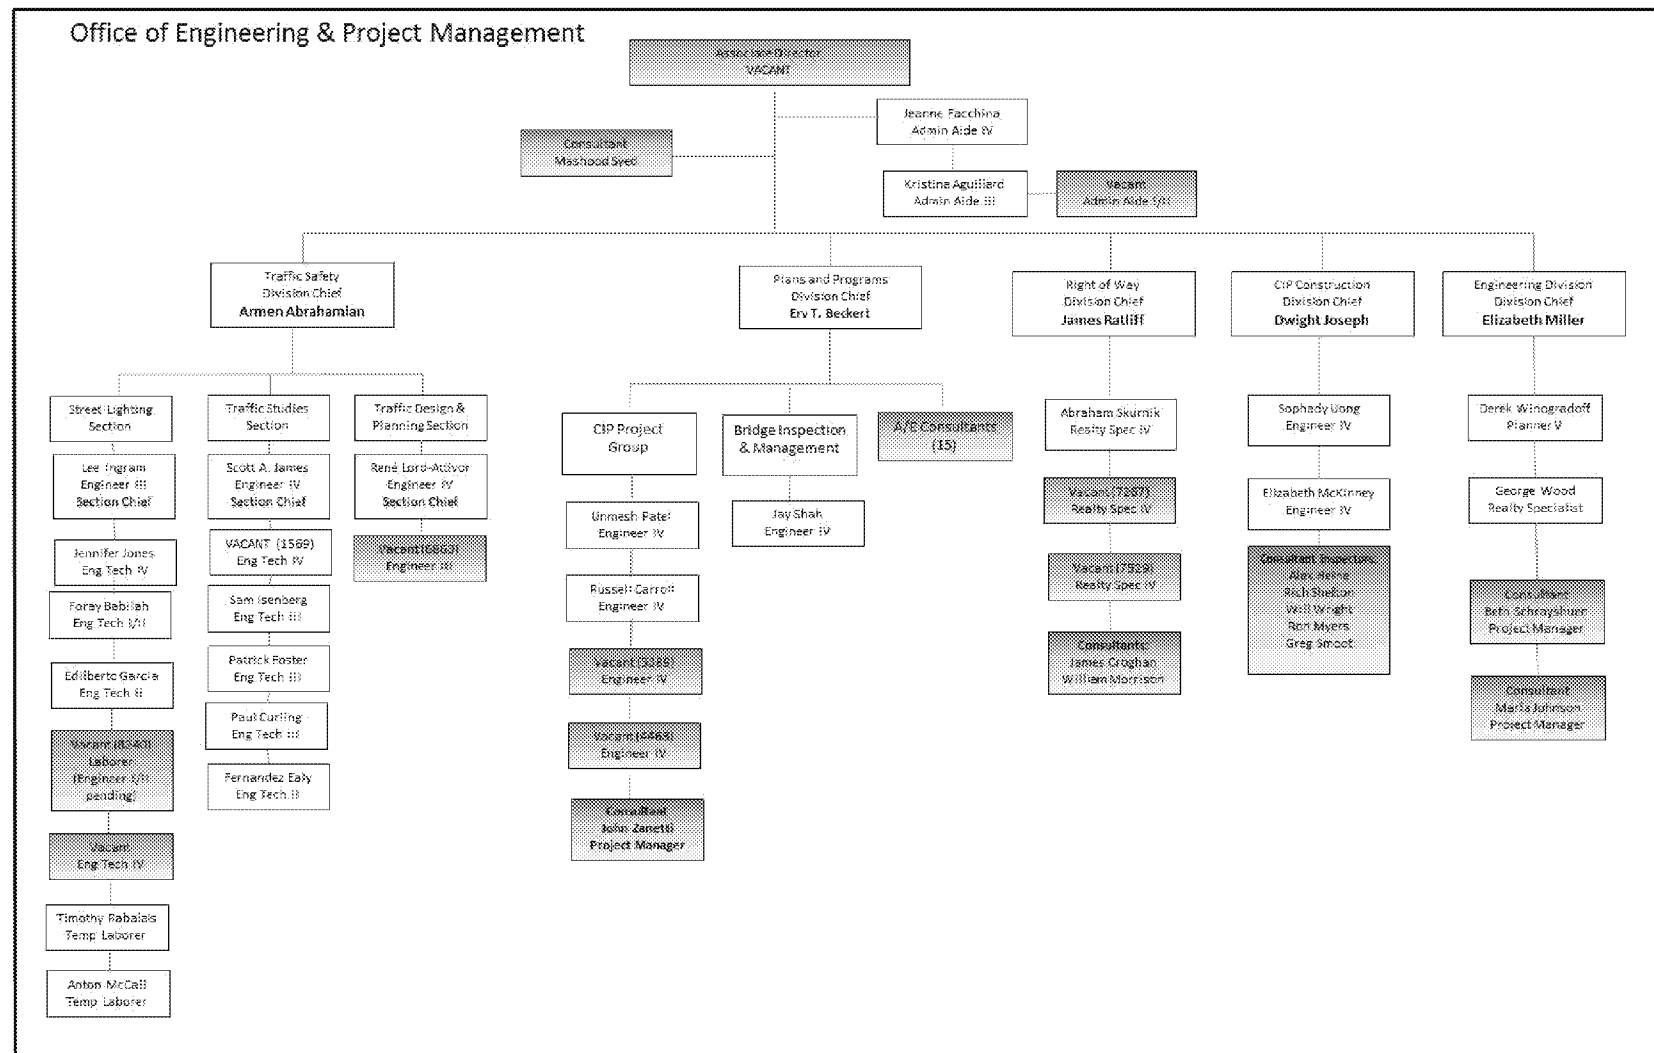 Office of Engineering & Project Management
Associate Director
VACANT
Jeanne Facchina
Admin Aide IV
Consultant
Mashood Syed
Kristina Aguillard
Admin Aide III
Vacant
Admin Aide I/II
Traffic Safety
Division Chief
Armen Abrahamian
Plans and Programs
Division Chief
Erv T. Beckert
Right of Way
Division Chief
James Ratliff
CIP Construction
Division Chief
Dwight Joseph
Engineering Division
Division Chief
Elizabeth Miller
Street Lighting
Section
Lee Ingram
Engineer III
Section Chief
Jennifer Jones
Eng Tech IV
Foray Babilah
Eng Tech I/II
Edilberto Garcia
Eng Tech II
Vacant (8240)
Laborer
(Engineer I/II
pending)
Vacant
Eng Tech IV
Timothy Rabalais
Temp Laborer
Anton McCall
Temp Laborer
Traffic Studies
Section
Scott A. James
Engineer IV
Section Chief
VACANT (1569)
Eng Tech IV
Sam Isenberg
Eng Tech III
Patrick Foster
Eng Tech III
Paul Curling
Eng Tech III
Fernandez Ealy
Eng Tech II
Traffic Design &
Planning Section
René Lord-Attivor
Engineer IV
Section Chief
Vacant
Engineer III
CIP Project
Group
Unmesh Patel
Engineer IV
Russell Carroll
Engineer IV
Vacant
Engineer IV
Vacant (4463)
Engineer IV
Consultant
John Zanetti
Project Manager
Bridge Inspection
& Management
Jay Shah
Engineer IV
A/E Consultants
(15)
Abraham Skurnik
Realty Spec IV
Vacant (7267)
Realty Spec IV
Vacant (7529)
Realty Spec IV
Consultants:
James Croghan
William Morrison
Sophady Uong
Engineer IV
Elizabeth McKinney
Engineer IV
Consultant Inspectors:
Alex Heine
Rich Shelton
Will Wright
Ron Myers
Greg Smoot
Derek Winogradoff
Planner V
George Wood
Realty Specialist
Consultant
Beth Schrayshuen
Project Manager
Consultant
Marla Johnson
Project Manager